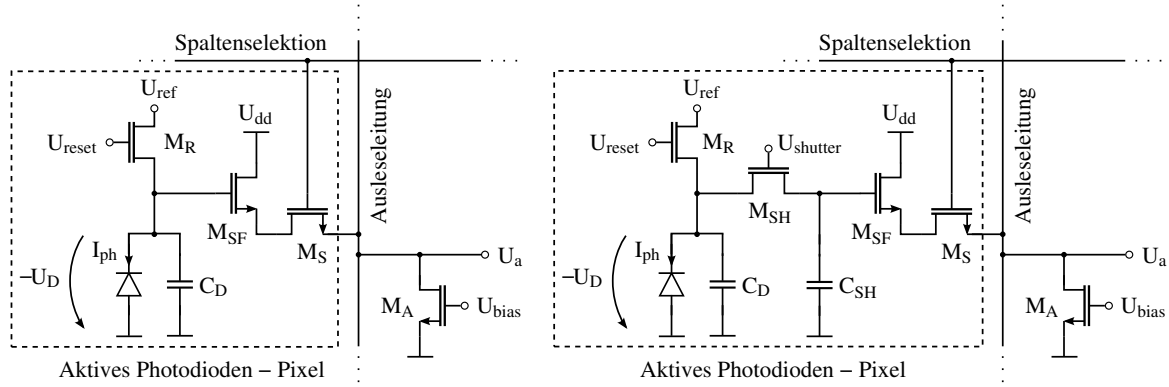 Spaltenselektion
U_ref
U_dd
U_reset
M_R
Ausleseleitung
M_SF
M_S
I_ph
–U_D
C_D
U_a
M_A
U_bias
Aktives Photodioden – Pixel
Spaltenselektion
U_ref
U_dd
U_reset
M_R
U_shutter
Ausleseleitung
M_SH
M_SF
M_S
I_ph
–U_D
C_D
C_SH
U_a
M_A
U_bias
Aktives Photodioden – Pixel